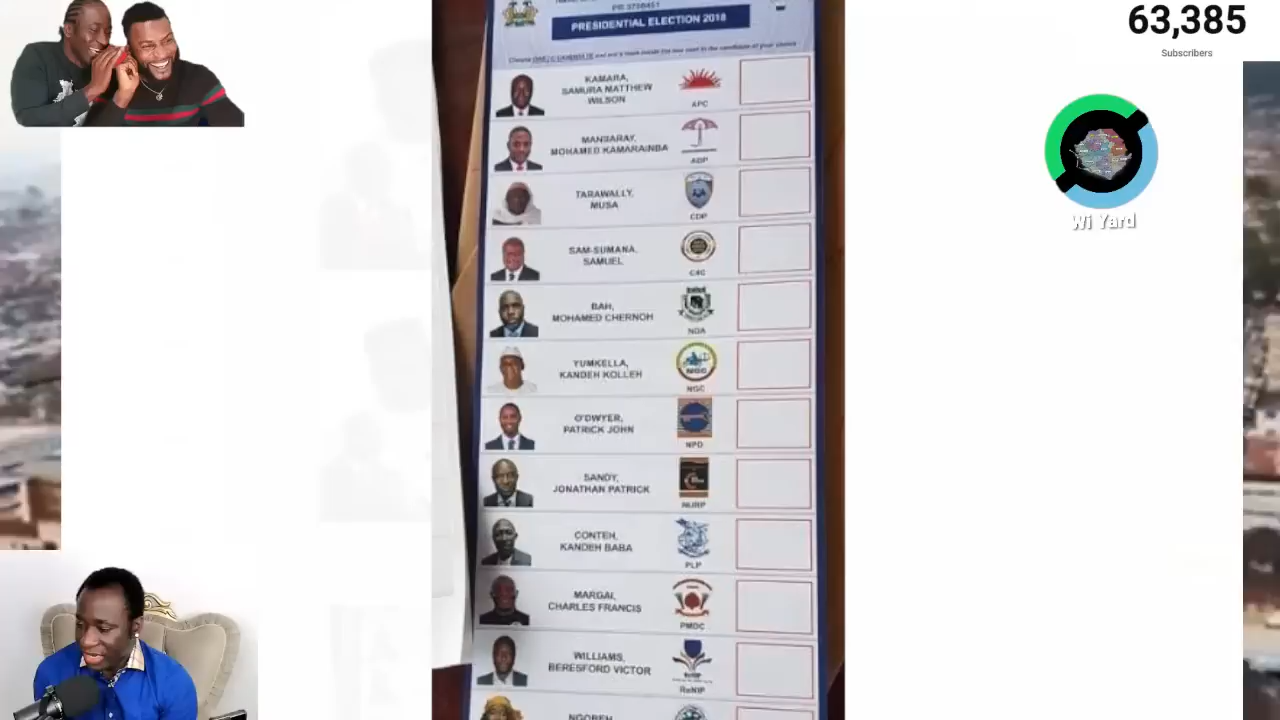 63,385
Subscribers
Wi Yard
PRESIDENTIAL ELECTION 2018
KAMARA,
SAMURA MATTHEW
WILSON
APC
MANSARAY,
MOHAMED KAMARAINBA
ADP
TARAWALLY,
MUSA
CDP
SAM-SUMANA,
SAMUEL
C4C
BAH,
MOHAMED CHERNOH
NDA
YUMKELLA,
KANDEH KOLLEH
NGC
NGC
O'DWYER,
PATRICK JOHN
NPD
SANDY,
JONATHAN PATRICK
NURP
CONTEH,
KANDEH BABA
PLP
MARGAI,
CHARLES FRANCIS
PMDC
WILLIAMS,
BERESFORD VICTOR
ReNIP
NGOBEH